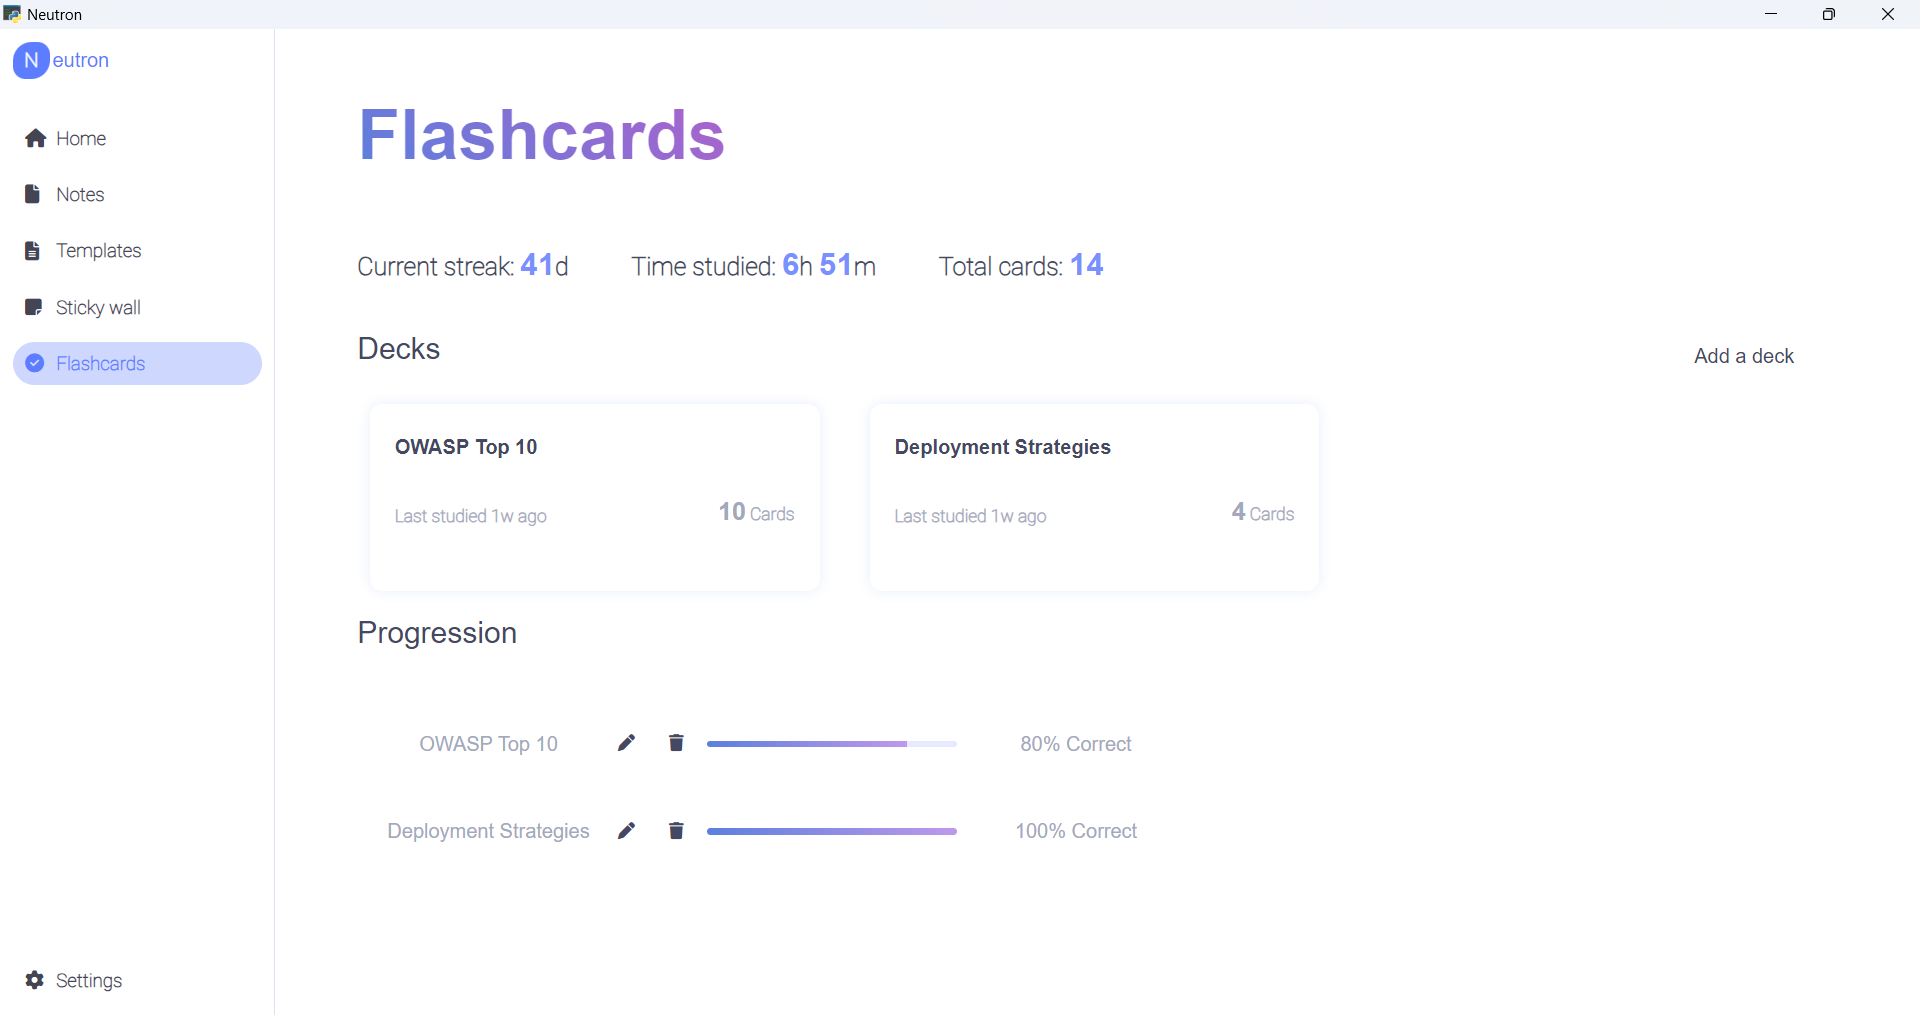 Neutron
Neutron
Home
Notes
Templates
Sticky wall
Flashcards
Settings
Flashcards
Current streak: 41d
Time studied: 6h 51m
Total cards: 14
Decks
Add a deck
OWASP Top 10
Last studied 1w ago
10 Cards
Deployment Strategies
Last studied 1w ago
4 Cards
Progression
OWASP Top 10
80% Correct
Deployment Strategies
100% Correct